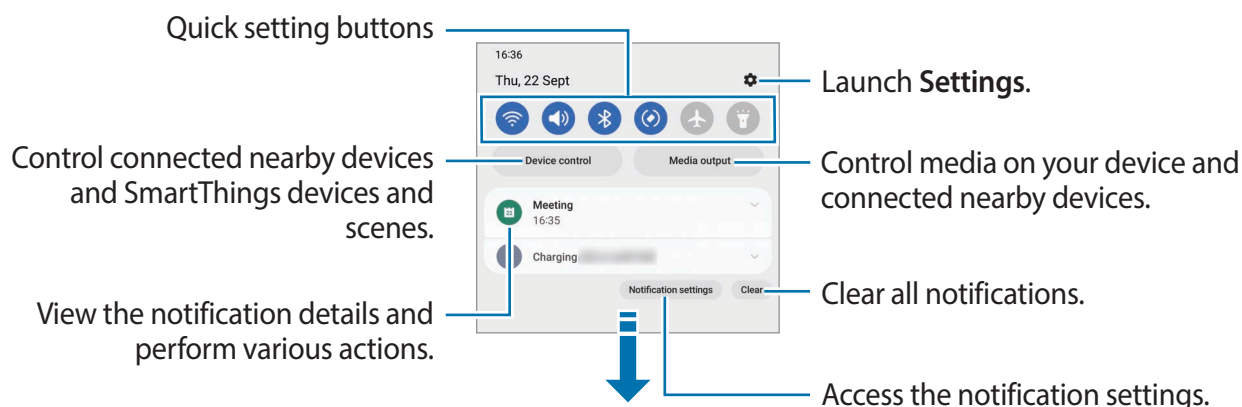 Quick setting buttons
16:36
Thu, 22 Sept
Launch Settings.
Control connected nearby devices
and SmartThings devices and
scenes.
Device control
Media output
Control media on your device and
connected nearby devices.
22
Meeting
16:35
Charging
View the notification details and
perform various actions.
Notification settings
Clear
Clear all notifications.
Access the notification settings.